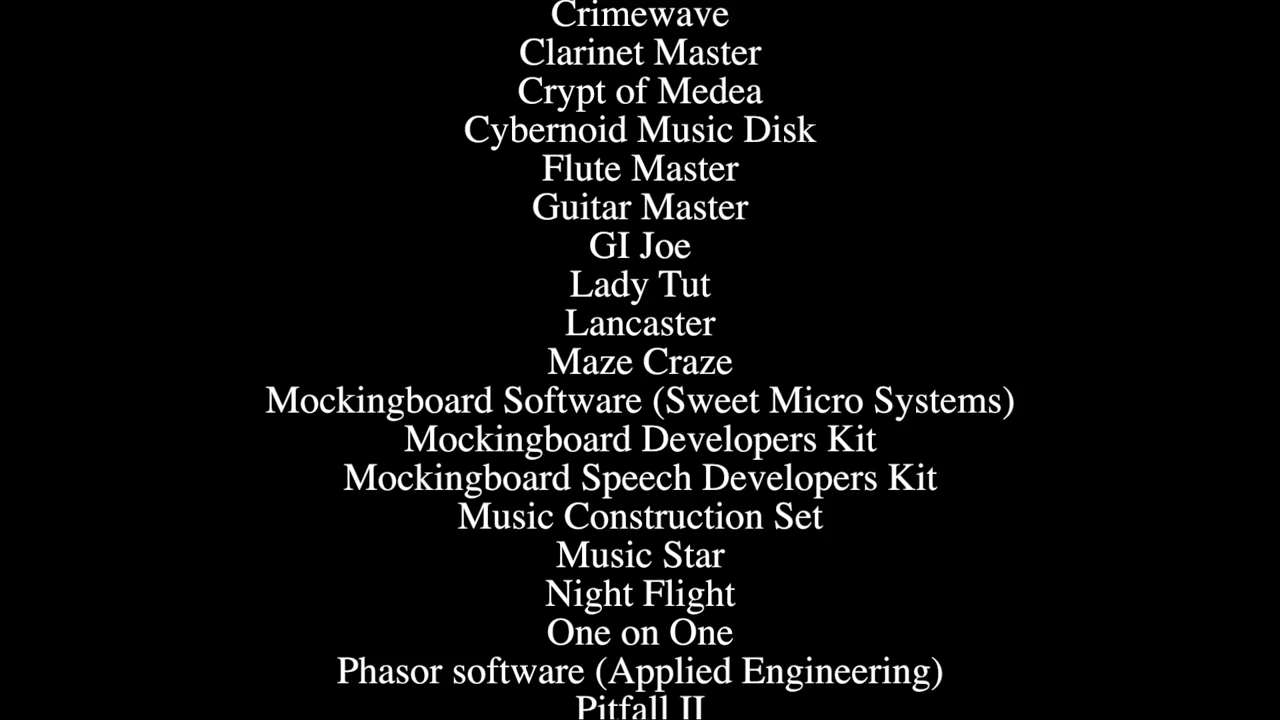 Crimewave
Clarinet Master
Crypt of Medea
Cybernoid Music Disk
Flute Master
Guitar Master
GI Joe
Lady Tut
Lancaster
Maze Craze
Mockingboard Software (Sweet Micro Systems)
Mockingboard Developers Kit
Mockingboard Speech Developers Kit
Music Construction Set
Music Star
Night Flight
One on One
Phasor software (Applied Engineering)
Pitfall II